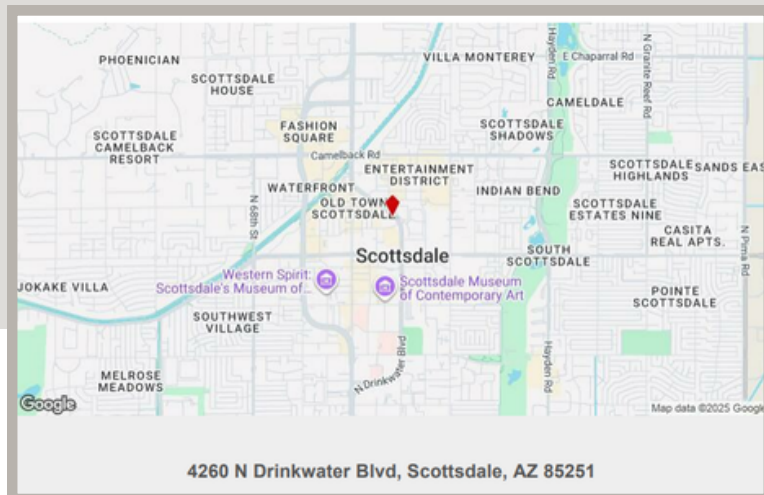 PHOENICIAN
VILLA MONTEREY
Hayden Rd
E Chaparral Rd
N Granite Reef Rd
SCOTTSDALE
HOUSE
CAMELDALE
FASHION
SQUARE
SCOTTSDALE
SHADOWS
SCOTTSDALE
CAMELBACK
RESORT
Camelback Rd
ENTERTAINMENT
DISTRICT
SCOTTSDALE
HIGHLANDS
SANDS EAS
WATERFRONT
INDIAN BEND
N 68th St
OLD TOWN
SCOTTSDALE
SCOTTSDALE
ESTATES NINE
CASITA
REAL APTS.
N Pima Rd
Scottsdale
SOUTH
SCOTTSDALE
Western Spirit:
Scottsdale's Museum of...
Scottsdale Museum
of Contemporary Art
JOKAKE VILLA
POINTE
SCOTTSDALE
SOUTHWEST
VILLAGE
MELROSE
MEADOWS
N Drinkwater Blvd
Hayden Rd
Google
Map data ©2025 Google
4260 N Drinkwater Blvd, Scottsdale, AZ 85251